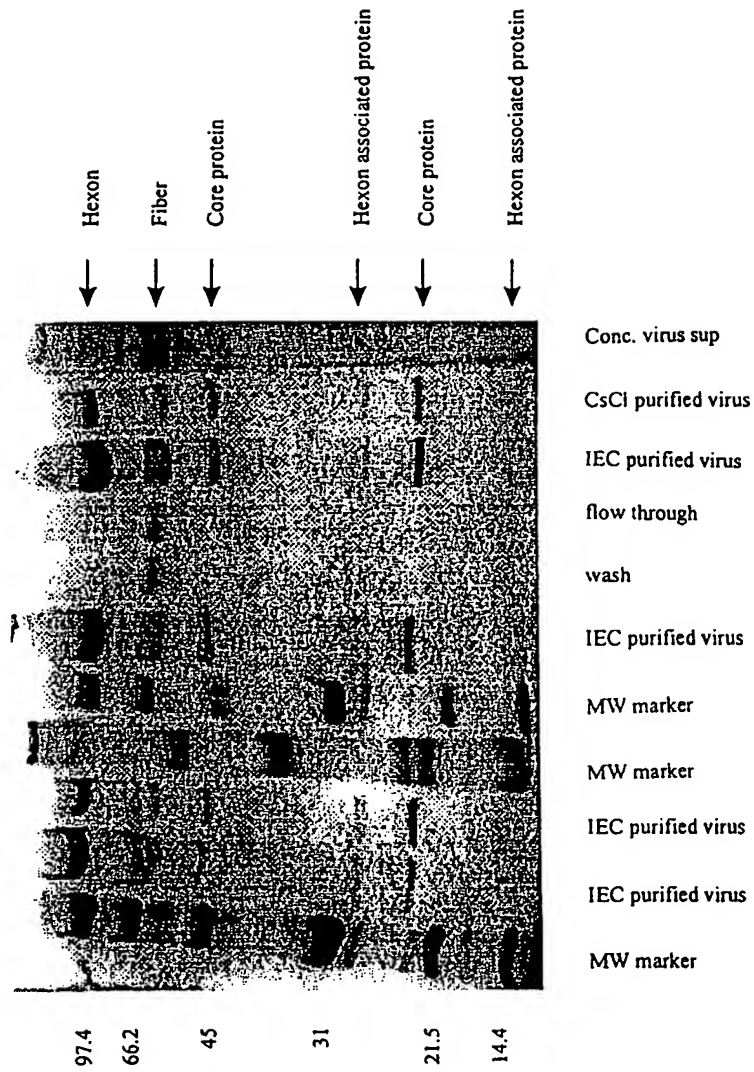 Hexon
Fiber
Core protein
Hexon associated protein
Core protein
Hexon associated protein
Conc. virus sup
CsCl purified virus
IEC purified virus
flow through
wash
IEC purified virus
MW marker
MW marker
IEC purified virus
IEC purified virus
MW marker
97.4
66.2
45
31
21.5
14.4